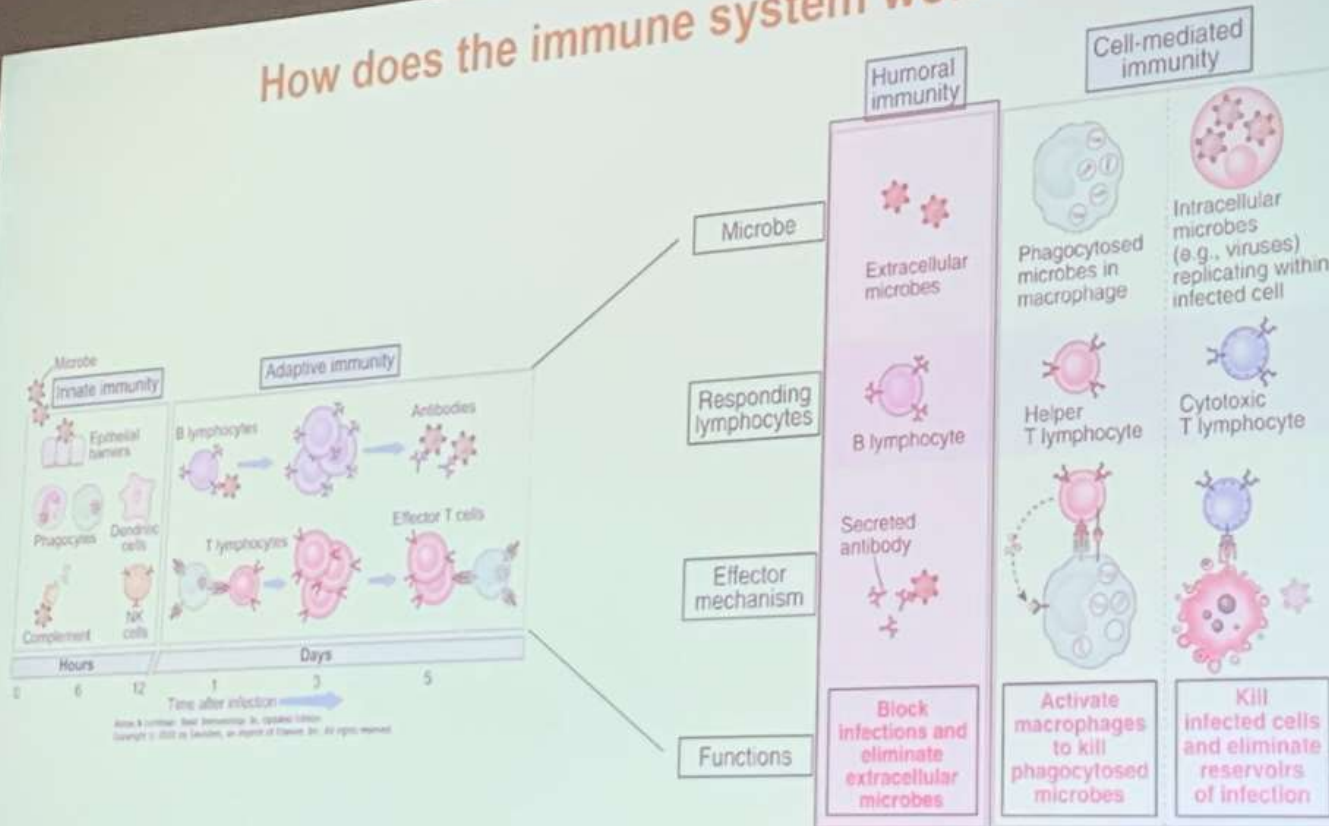 How does the immune system
Humoral
immunity
Cell-mediated
immunity
Microbe
Extracellular
microbes
Phagocytosed
microbes in
macrophage
Intracellular
microbes
(e.g., viruses)
replicating within
infected cell
Responding
lymphocytes
B lymphocyte
Helper
T lymphocyte
Cytotoxic
T lymphocyte
Effector
mechanism
Secreted
antibody
Functions
Block
infections and
eliminate
extracellular
microbes
Activate
macrophages
to kill
phagocytosed
microbes
Kill
infected cells
and eliminate
reservoirs
of infection
Microbe
Innate immunity
Adaptive immunity
Epithelial
barriers
Phagocytes
Dendritic
cells
Complement
NK
cells
B lymphocytes
Antibodies
T lymphocytes
Effector T cells
Hours
Days
0 6 12 1 3 5
Time after infection